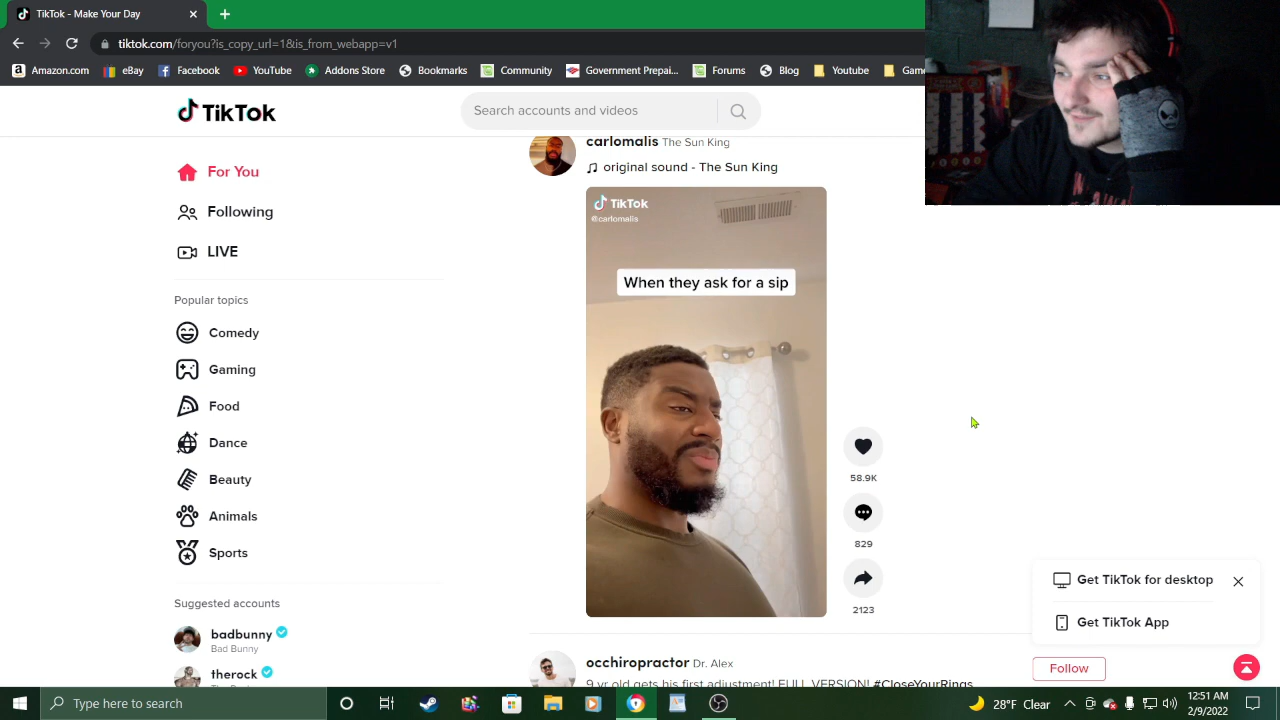 TikTok - Make Your Day
tiktok.com/foryou?is_copy_url=1&is_from_webapp=v1
Amazon.com eBay Facebook YouTube Addons Store Bookmarks Community Government Prepai... Forums Blog Youtube Gam
TikTok
Search accounts and videos
For You
Following
LIVE
Popular topics
Comedy
Gaming
Food
Dance
Beauty
Animals
Sports
Suggested accounts
badbunny
Bad Bunny
therock
carlomalis The Sun King
original sound - The Sun King
TikTok
@carlomalis
When they ask for a sip
58.9K
829
2123
occhiropractor Dr. Alex
9 yr old gets his first adjustment! FULL VERSION! #CloseYourRings
Follow
Get TikTok for desktop
Get TikTok App
Type here to search
28°F Clear
12:51 AM
2/9/2022